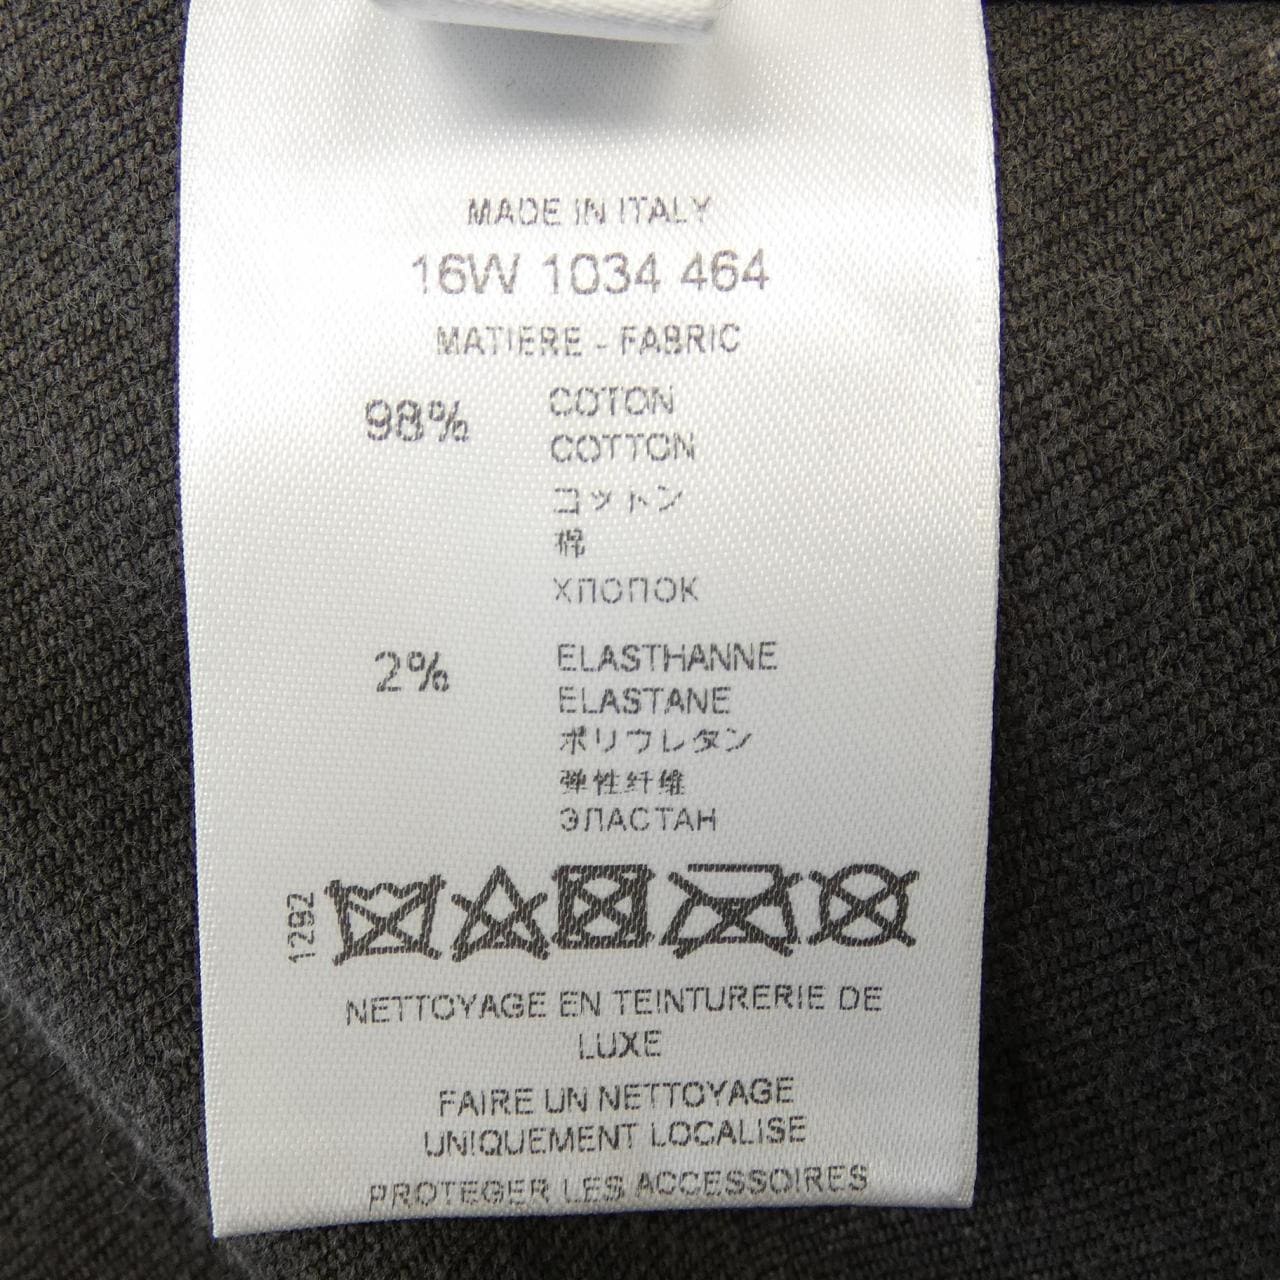 MADE IN ITALY
16W 1034 464
MATIERE - FABRIC
98% COTON
COTTON
コットン
棉
ХЛОПОК
2% ELASTHANNE
ELASTANE
ポリウレタン
弹性纤维
ЭЛАСТАН
1292
NETTOYAGE EN TEINTURERIE DE
LUXE
FAIRE UN NETTOYAGE
UNIQUEMENT LOCALISE
PROTEGER LES ACCESSOIRES